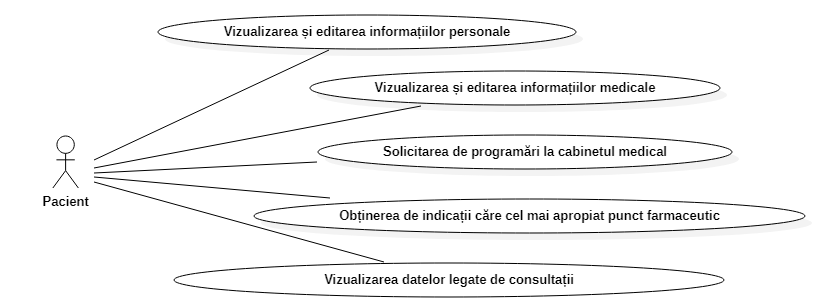 Vizualizarea și editarea informațiilor personale
Vizualizarea și editarea informațiilor medicale
Solicitarea de programări la cabinetul medical
Pacient
Obținerea de indicații căre cel mai apropiat punct farmaceutic
Vizualizarea datelor legate de consultații